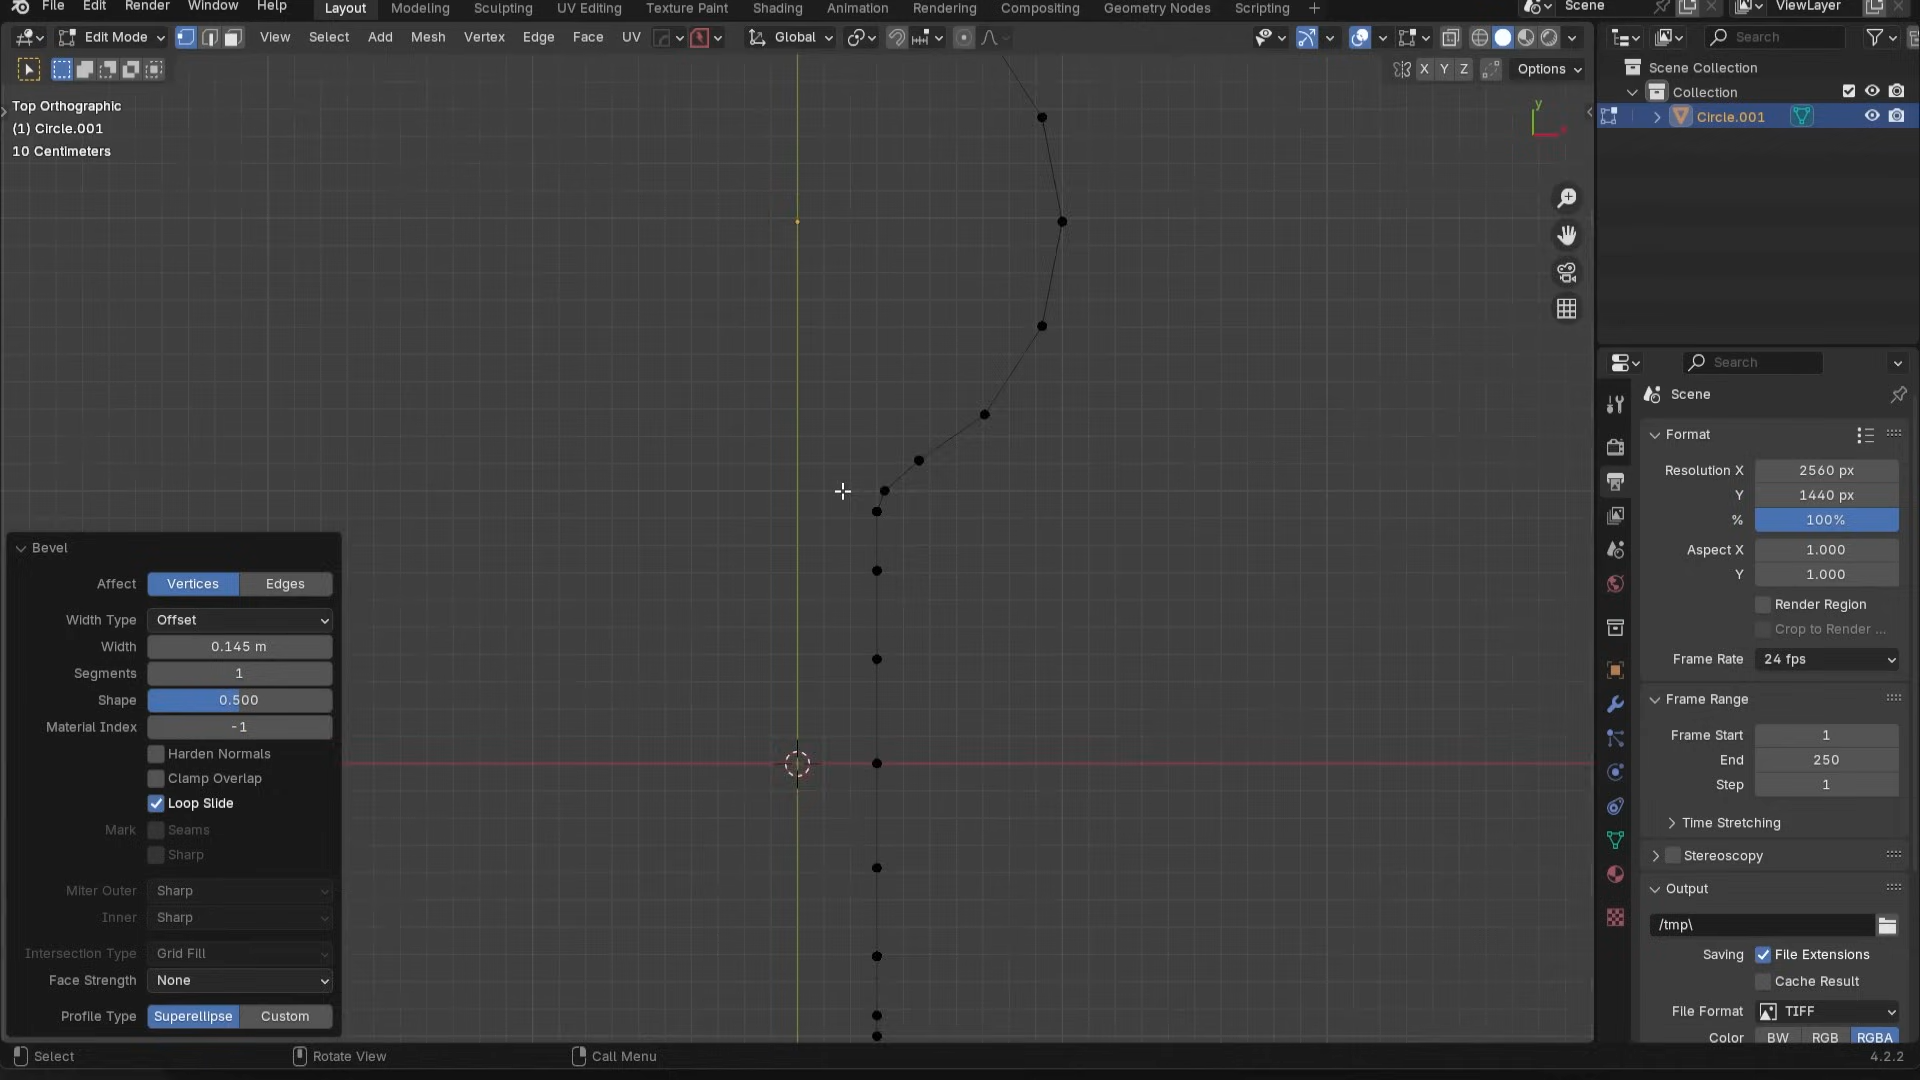 File Edit Render Window Help Layout Modeling Sculpting UV Editing Texture Paint Shading Animation Rendering Compositing Geometry Nodes Scripting + Scene ViewLayer
Edit Mode View Select Add Mesh Vertex Edge Face UV Global Search
X Y Z Options
Scene Collection
Collection
Circle.001
Top Orthographic
(1) Circle.001
10 Centimeters
y
Search
Scene
Format
Resolution X 2560 px
Y 1440 px
% 100%
Aspect X 1.000
Y 1.000
Render Region
Crop to Render ...
Frame Rate 24 fps
Frame Range
Frame Start 1
End 250
Step 1
Time Stretching
Stereoscopy
Output
/tmp\
Saving File Extensions
Cache Result
File Format TIFF
Color BW RGB RGBA
Bevel
Affect Vertices Edges
Width Type Offset
Width 0.145 m
Segments 1
Shape 0.500
Material Index -1
Harden Normals
Clamp Overlap
Loop Slide
Mark Seams
Sharp
Miter Outer Sharp
Inner Sharp
Intersection Type Grid Fill
Face Strength None
Profile Type Superellipse Custom
Select Rotate View Call Menu 4.2.2